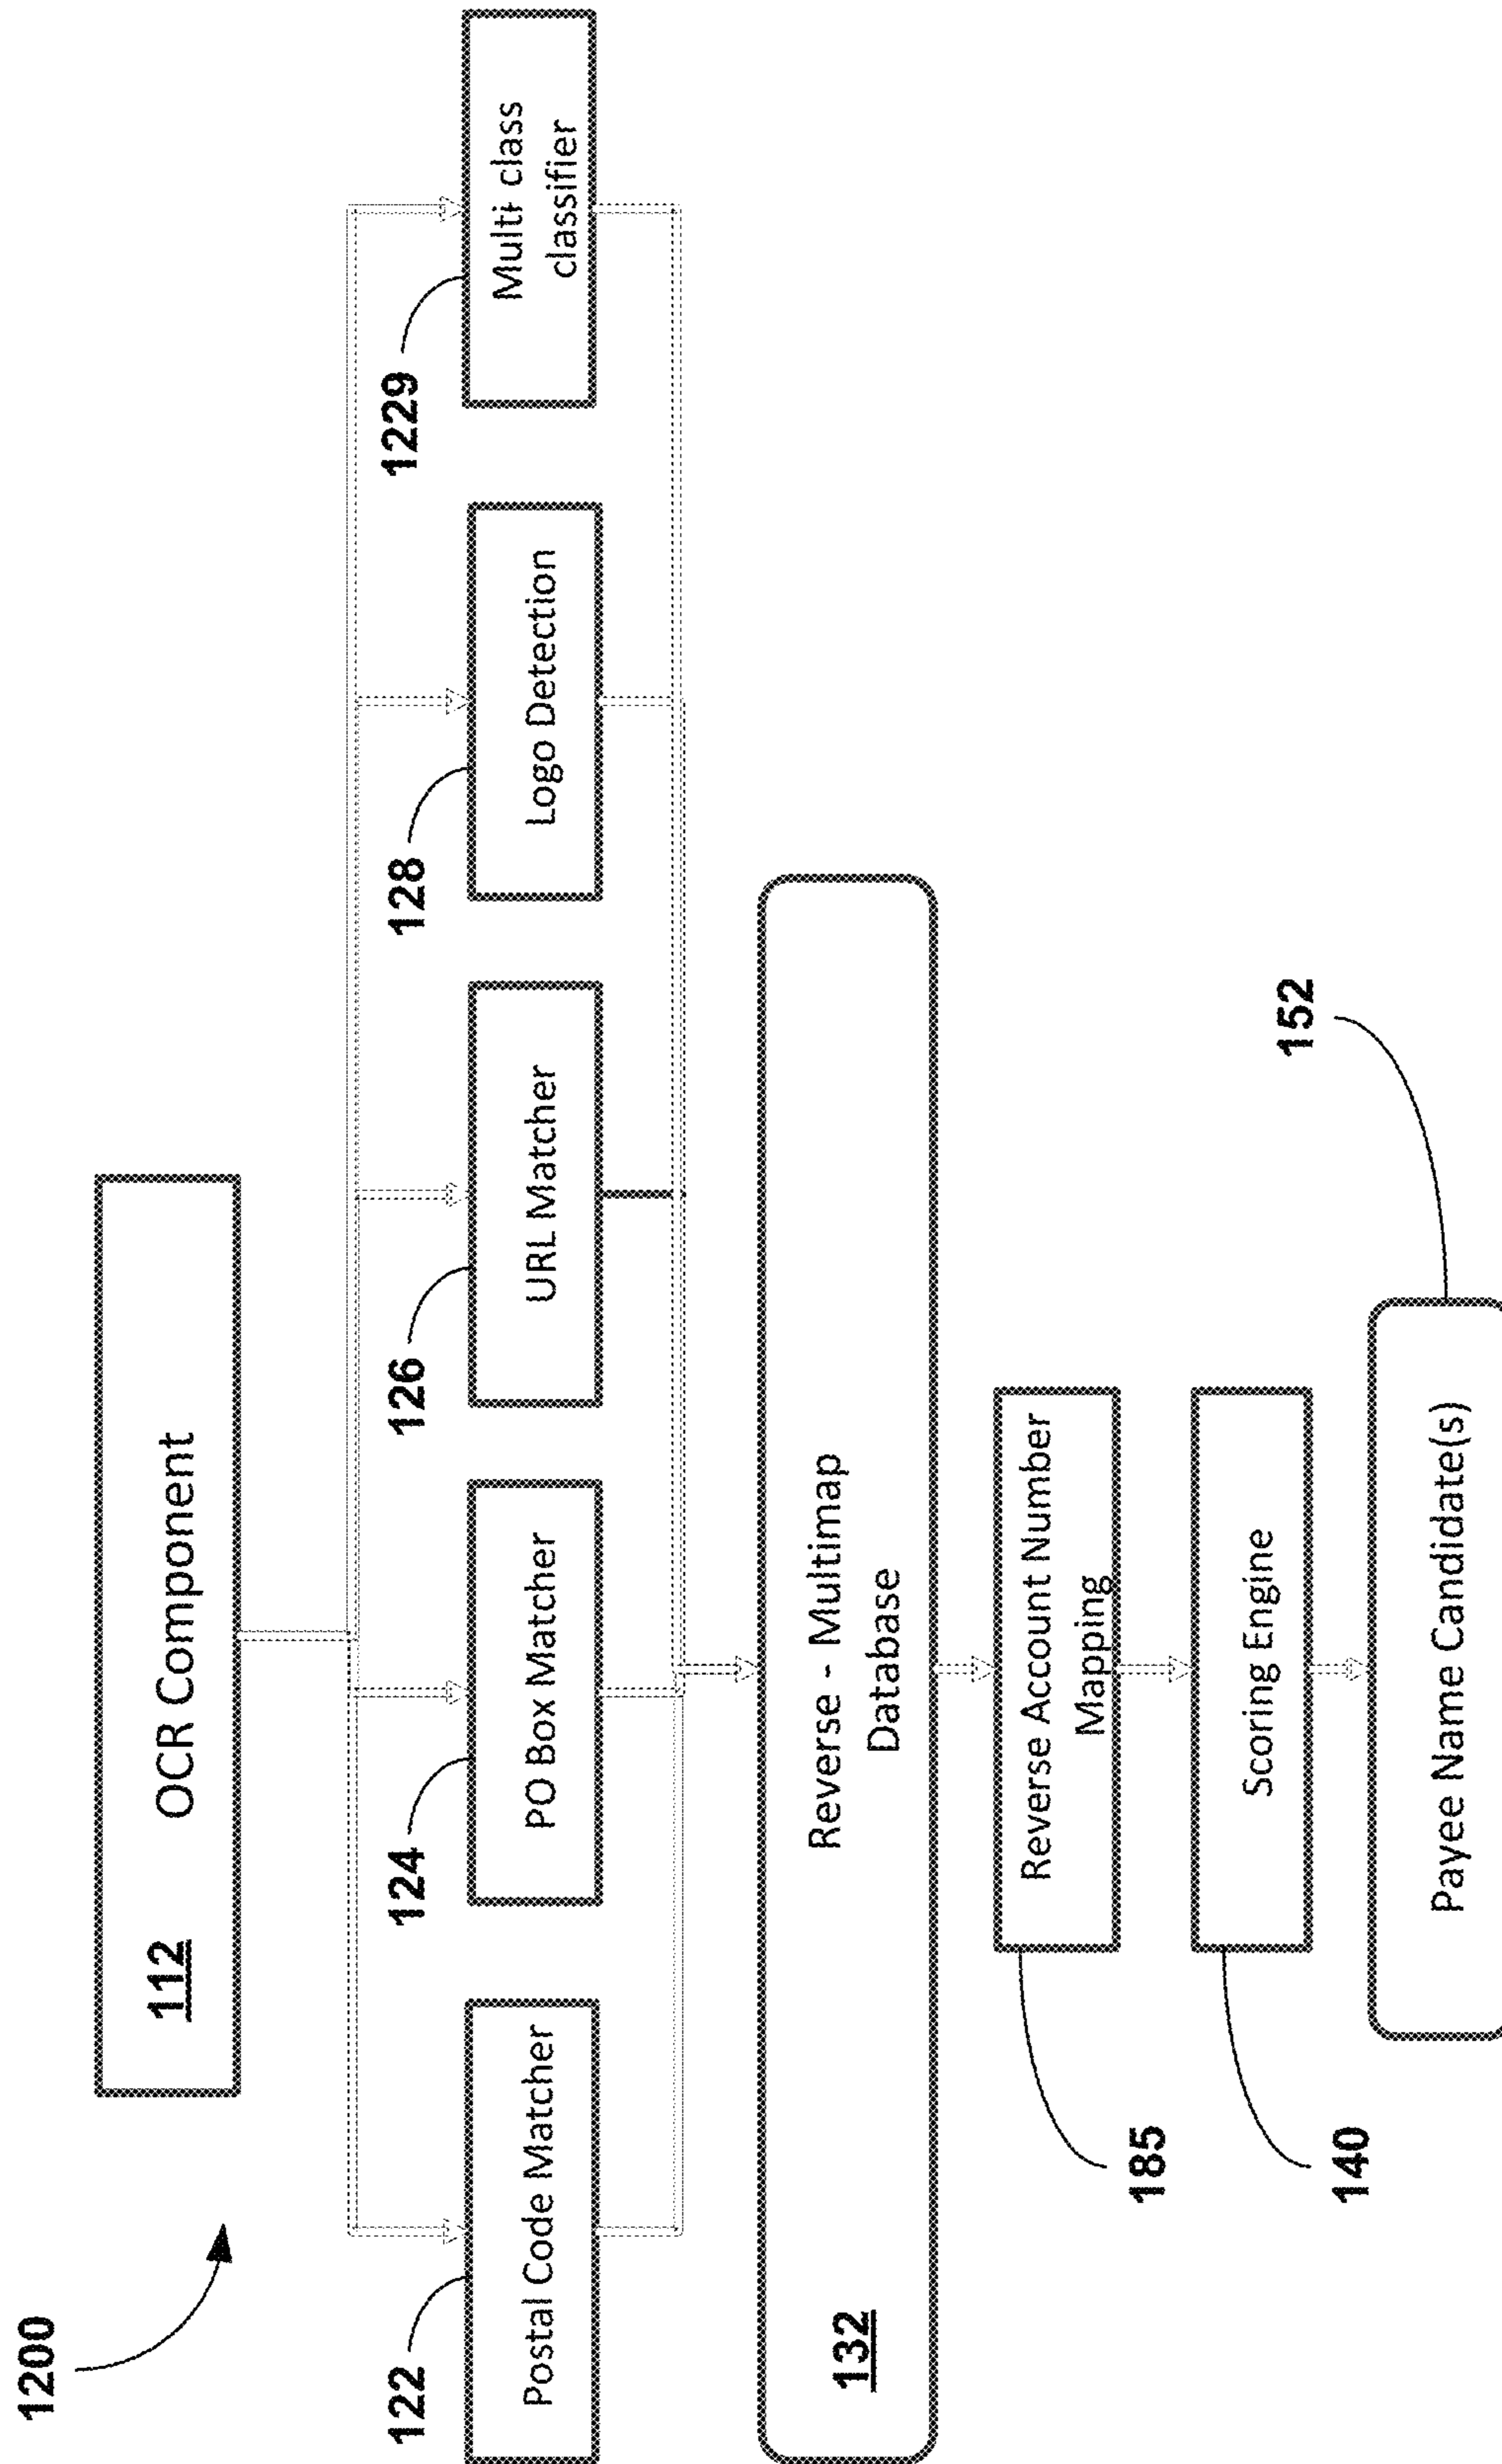 1200
112
OCR Component
122
124
126
128
1229
Postal Code Matcher
PO Box Matcher
URL Matcher
Logo Detection
Multi class
classifier
132
Reverse - Multimap
Database
185
Reverse Account Number
Mapping
140
Scoring Engine
152
Payee Name Candidate(s)